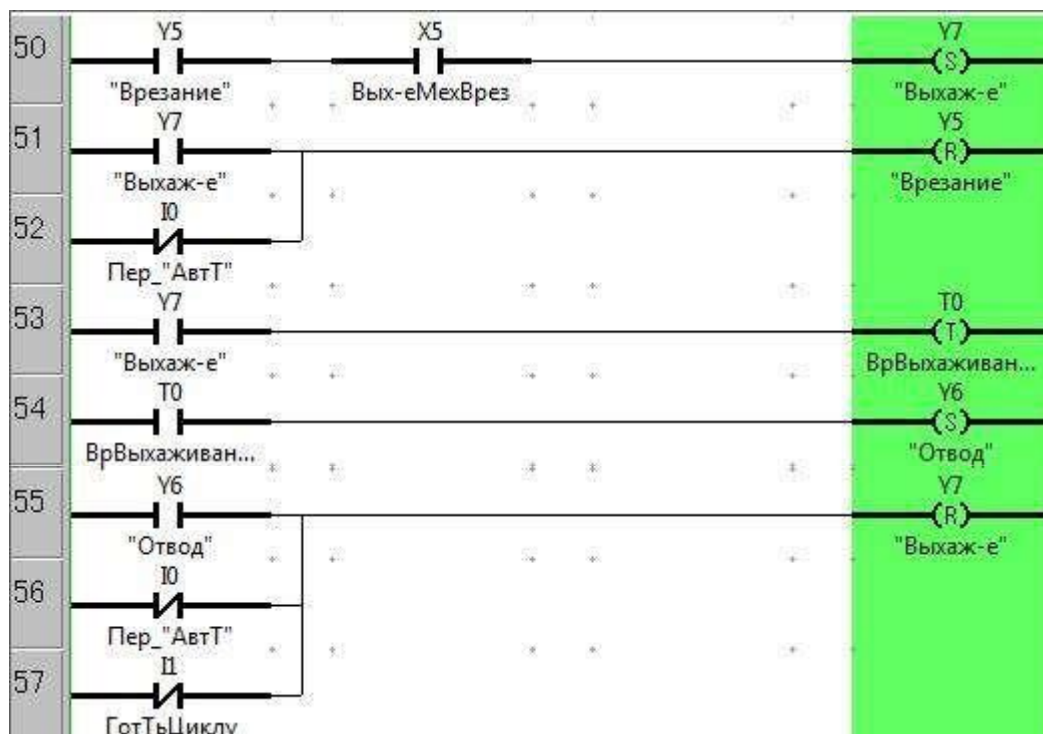 50 Y5 X5 Y7
S
"Врезание" Вых-еМехВрез "Выхаж-е"
51 Y7 Y5
R
"Выхаж-е" "Врезание"
52 I0
Пер_"АвтТ"
53 Y7 T0
T
"Выхаж-е" ВрВыхаживан...
54 T0 Y6
S
ВрВыхаживан... "Отвод"
55 Y6 Y7
R
"Отвод" "Выхаж-е"
56 I0
Пер_"АвтТ"
57 I1
ГотТьЦиклу